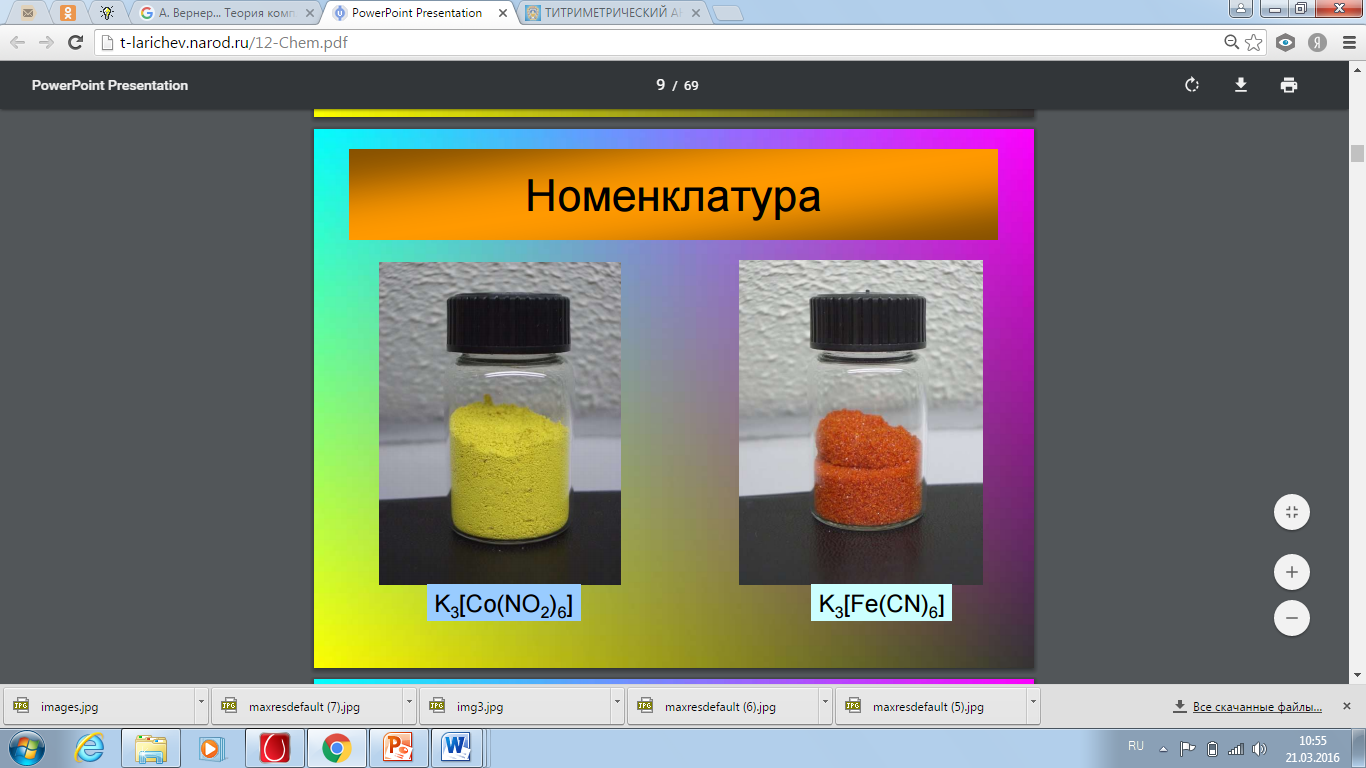 А. Вернер... Теория комп
PowerPoint Presentation
ТИТРИМЕТРИЧЕСКИЙ АН
t-larichev.narod.ru/12-Chem.pdf
PowerPoint Presentation
9 / 69
Номенклатура
K₃[Co(NO₂)₆]
K₃[Fe(CN)₆]
images.jpg
maxresdefault (7).jpg
img3.jpg
maxresdefault (6).jpg
maxresdefault (5).jpg
Все скачанные файлы...
RU
10:55
21.03.2016